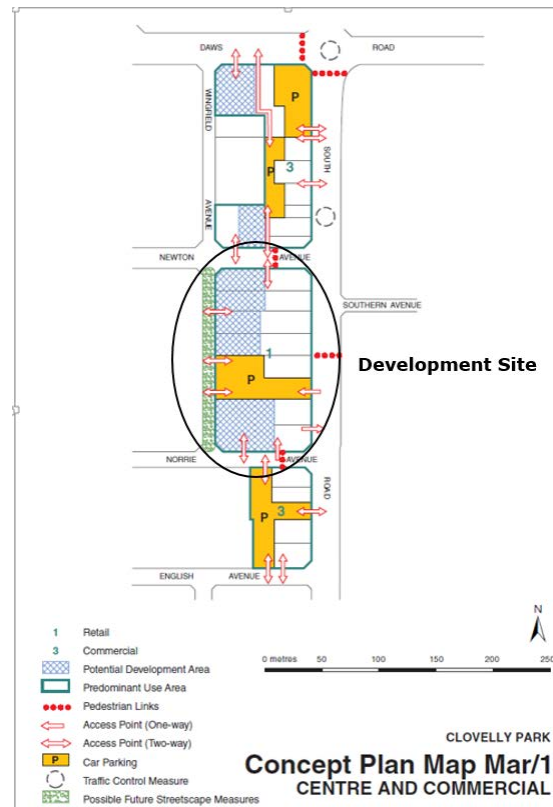 DAWS ROAD
P
WINGFIELD
AVENUE
SOUTH
P
3
NEWTON AVENUE
SOUTHERN AVENUE
1
P
Development Site
NORRIE AVENUE
ROAD
P
3
ENGLISH AVENUE
N
0 metres 50 100 150 200 250
1 Retail
3 Commercial
Potential Development Area
Predominant Use Area
Pedestrian Links
Access Point (One-way)
Access Point (Two-way)
P Car Parking
Traffic Control Measure
Possible Future Streetscape Measures
CLOVELLY PARK
Concept Plan Map Mar/1
CENTRE AND COMMERCIAL